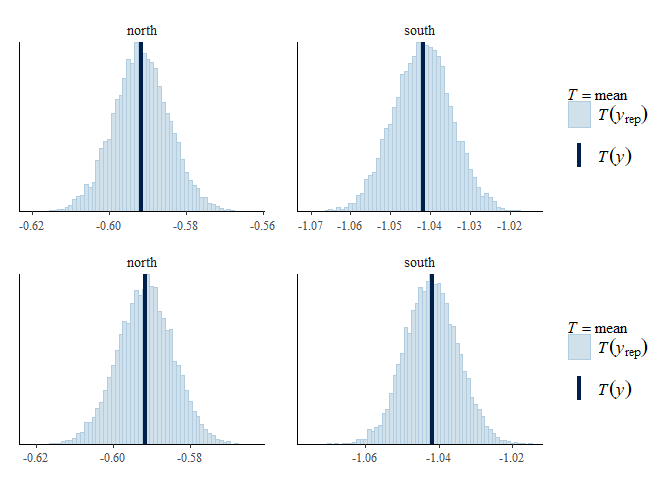 north south
T = mean
T(yrep)
T(y)
-0.62 -0.60 -0.58 -0.56 -1.07 -1.06 -1.05 -1.04 -1.03 -1.02
north south
T = mean
T(yrep)
T(y)
-0.62 -0.60 -0.58 -1.06 -1.04 -1.02